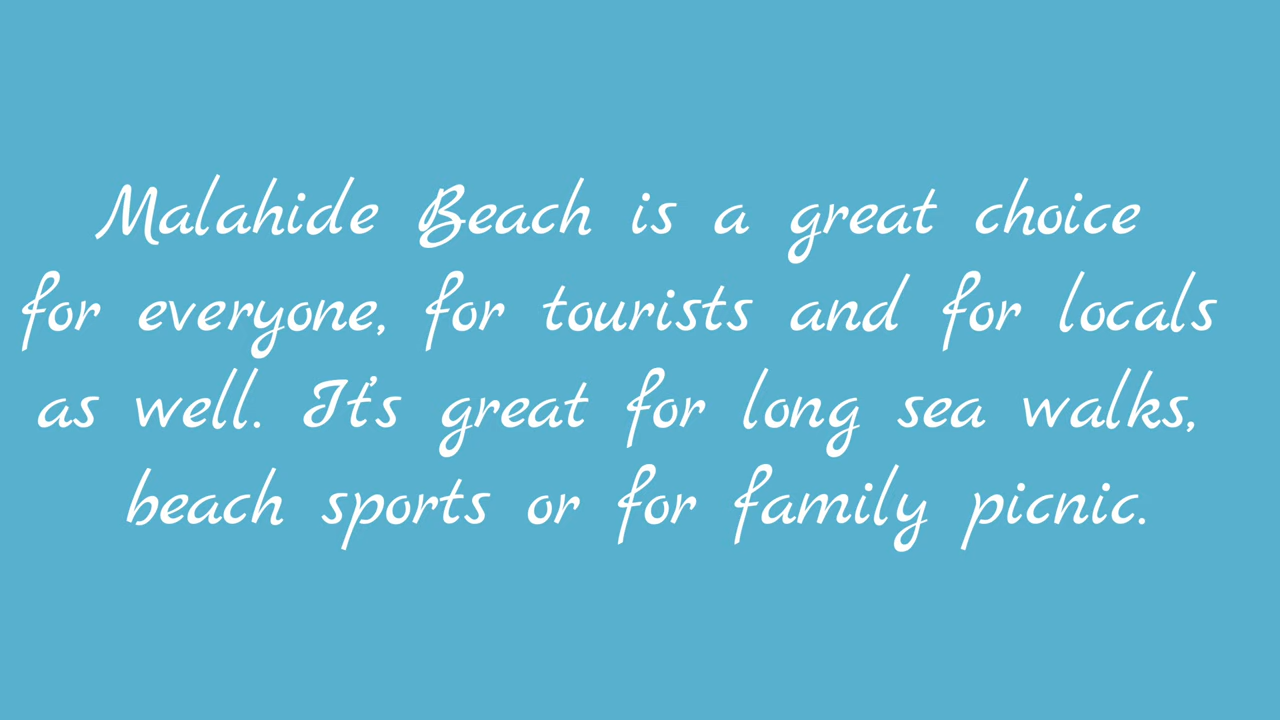 Malahide Beach is a great choice
for everyone, for tourists and for locals
as well. It's great for long sea walks,
beach sports or for family picnic.